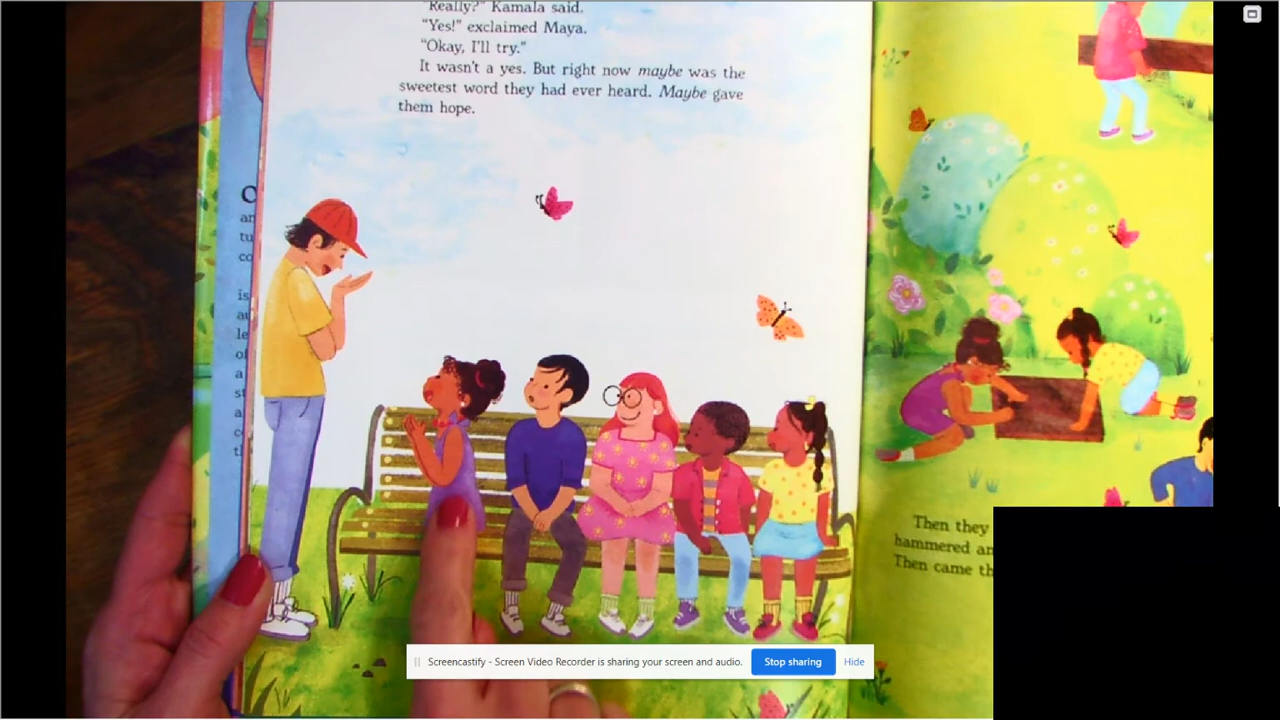 "Really?" Kamala said.
"Yes!" exclaimed Maya.
"Okay, I'll try."
It wasn't a yes. But right now maybe was the
sweetest word they had ever heard. Maybe gave
them hope.
Then they
hammered an
Then came th
Screencastify - Screen Video Recorder is sharing your screen and audio.
Stop sharing
Hide